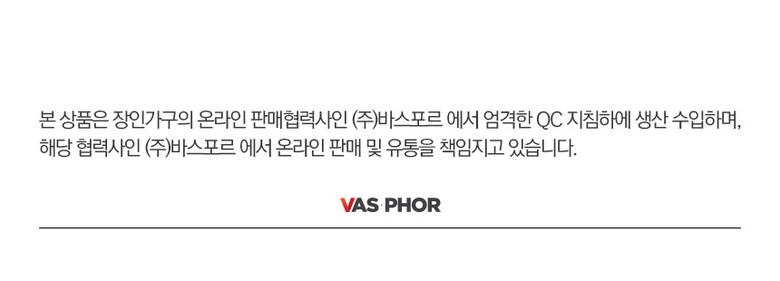 본 상품은 장인가구의 온라인 판매협력사인 (주)바스포르 에서 엄격한 QC 지침하에 생산 수입하며,
해당 협력사인 (주)바스포르 에서 온라인 판매 및 유통을 책임지고 있습니다.
VAS·PHOR